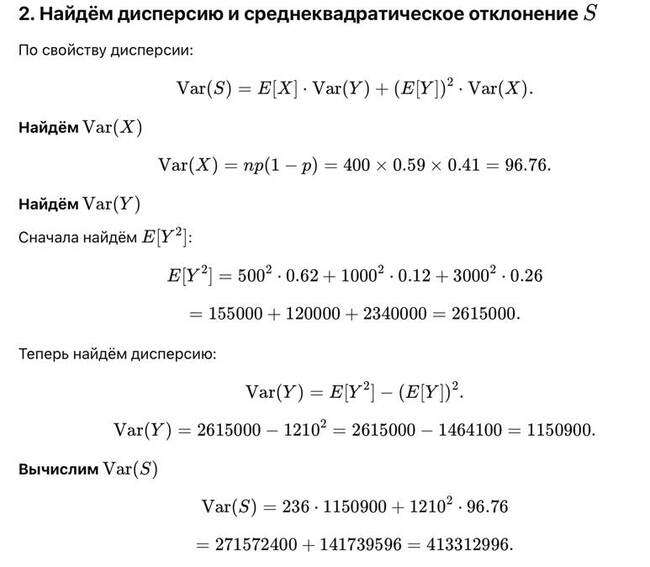 2. Найдём дисперсию и среднеквадратическое отклонение S
По свойству дисперсии:
Var(S) = E[X] · Var(Y) + (E[Y])² · Var(X).
Найдём Var(X)
Var(X) = np(1 − p) = 400 × 0.59 × 0.41 = 96.76.
Найдём Var(Y)
Сначала найдём E[Y²]:
E[Y²] = 500² · 0.62 + 1000² · 0.12 + 3000² · 0.26
= 155000 + 120000 + 2340000 = 2615000.
Теперь найдём дисперсию:
Var(Y) = E[Y²] − (E[Y])².
Var(Y) = 2615000 − 1210² = 2615000 − 1464100 = 1150900.
Вычислим Var(S)
Var(S) = 236 · 1150900 + 1210² · 96.76
= 271572400 + 141739596 = 413312996.